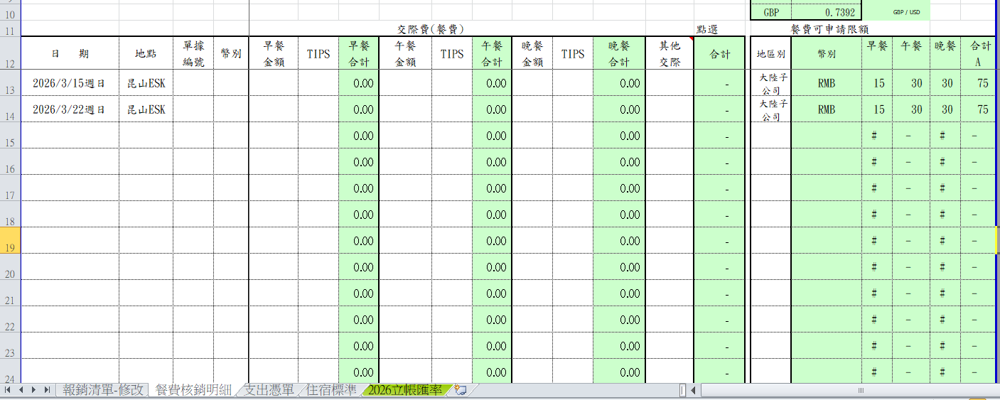 10 GBP 0.7392 GBP / USD
11 交際費(餐費) 點選 餐費可申請限額
12 日 期 地點 單據編號 幣別 早餐金額 TIPS 早餐合計 午餐金額 TIPS 午餐合計 晚餐金額 TIPS 晚餐合計 其他交際 合計 地區別 幣別 早餐 午餐 晚餐 合計A
13 2026/3/15週日 昆山ESK 0.00 0.00 0.00 - 大陸子公司 RMB 15 30 30 75
14 2026/3/22週日 昆山ESK 0.00 0.00 0.00 - 大陸子公司 RMB 15 30 30 75
15 0.00 0.00 0.00 - # - # -
16 0.00 0.00 0.00 - # - # -
17 0.00 0.00 0.00 - # - # -
18 0.00 0.00 0.00 - # - # -
19 0.00 0.00 0.00 - # - # -
20 0.00 0.00 0.00 - # - # -
21 0.00 0.00 0.00 - # - # -
22 0.00 0.00 0.00 - # - # -
23 0.00 0.00 0.00 - # - # -
24 0.00 0.00 0.00 - # - # -
報銷清單-修改 餐費核銷明細 支出憑單 住宿標準 2026立帳匯率